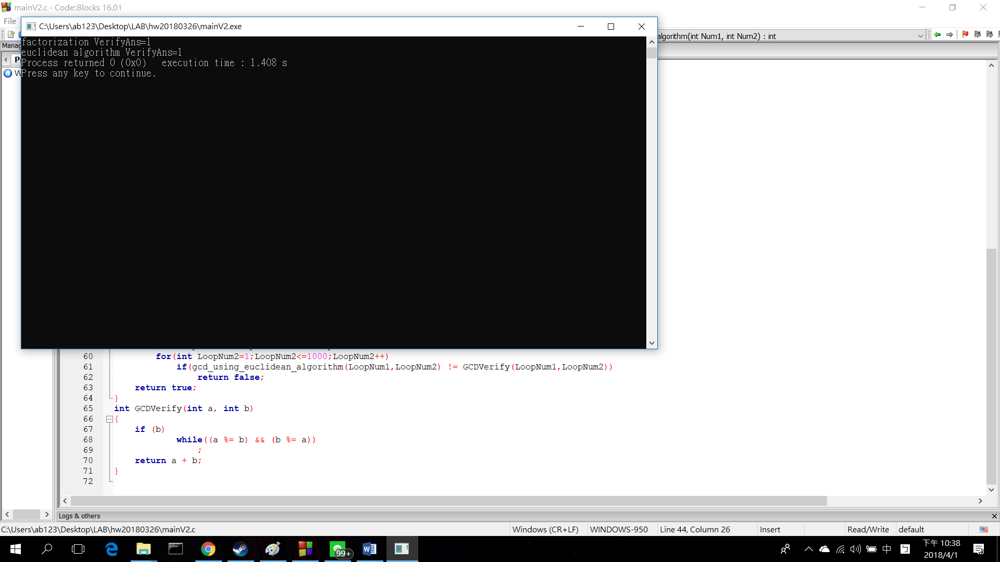 mainV2.c - Code::Blocks 16.01
File
C:\Users\ab123\Desktop\LAB\hw20180326\mainV2.exe
algorithm(int Num1, int Num2) : int
Manag
factorization VerifyAns=1
euclidean algorithm VerifyAns=1
Process returned 0 (0x0)   execution time : 1.408 s
Press any key to continue.
P
W
60 for(int LoopNum2=1;LoopNum2<=1000;LoopNum2++)
61 if(gcd_using_euclidean_algorithm(LoopNum1,LoopNum2) != GCDVerify(LoopNum1,LoopNum2))
62 return false;
63 return true;
64 }
65 int GCDVerify(int a, int b)
66 {
67 if (b)
68 while((a %= b) && (b %= a))
69 ;
70 return a + b;
71 }
72
Logs & others
C:\Users\ab123\Desktop\LAB\hw20180326\mainV2.c
Windows (CR+LF)
WINDOWS-950
Line 44, Column 26
Insert
Read/Write
default
99+
中
下午 10:38
2018/4/1